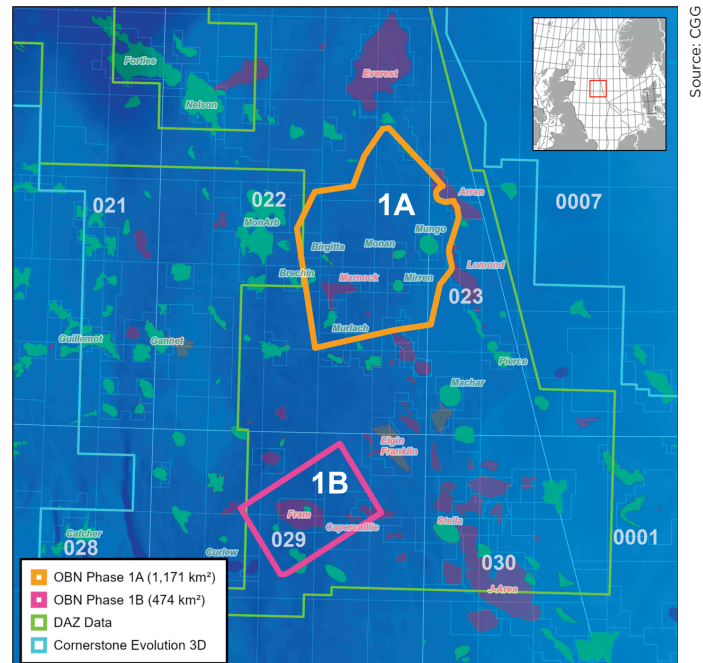 Source: CGG
Forties
Everest
Nelson
1A
Arran
021
022
0007
MonArb
Mungo
Birgitta
Monan
Lomond
Brechin
Marnock
Mirren
023
Murlach
Guillemot
Gannet
Pierce
Machar
Elgin
Franklin
1B
Fram
Capercaillie
Stella
0001
Catcher
028
Curlew
029
030
J-Area
OBN Phase 1A (1,171 km²)
OBN Phase 1B (474 km²)
DAZ Data
Cornerstone Evolution 3D